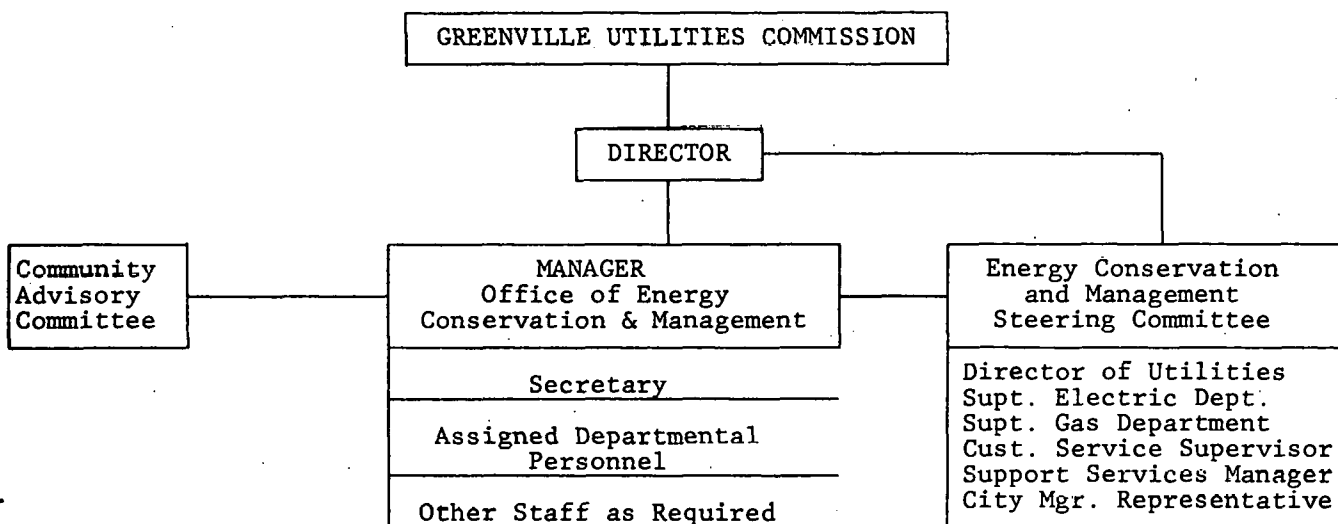 GREENVILLE UTILITIES COMMISSION
DIRECTOR
Community
Advisory
Committee
MANAGER
Office of Energy
Conservation & Management
Secretary
Assigned Departmental
Personnel
Other Staff as Required
Energy Conservation
and Management
Steering Committee
Director of Utilities
Supt. Electric Dept.
Supt. Gas Department
Cust. Service Supervisor
Support Services Manager
City Mgr. Representative